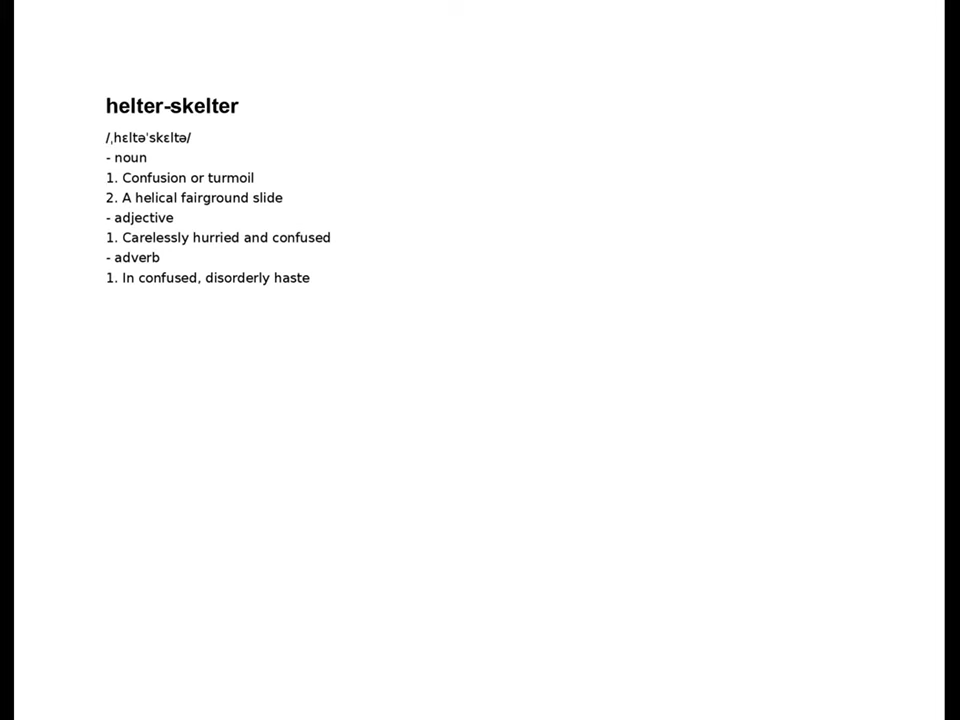 helter-skelter
/ˌhɛltəˈskɛltə/
- noun
1. Confusion or turmoil
2. A helical fairground slide
- adjective
1. Carelessly hurried and confused
- adverb
1. In confused, disorderly haste